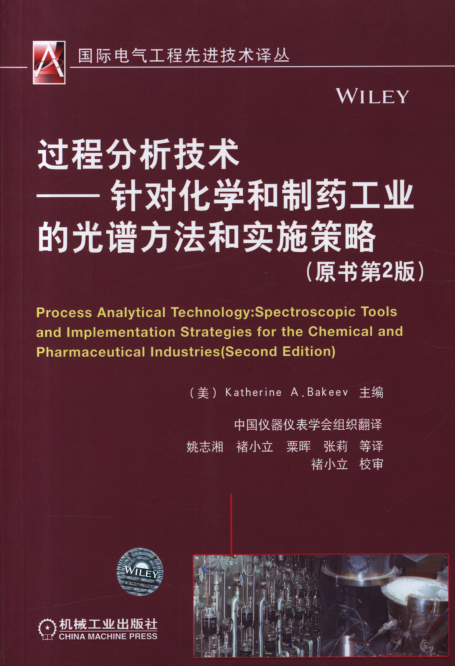 国际电气工程先进技术译丛
WILEY
过程分析技术
——针对化学和制药工业
的光谱方法和实施策略
(原书第2版)
Process Analytical Technology:Spectroscopic Tools
and Implementation Strategies for the Chemical and
Pharmaceutical Industries(Second Edition)
(美) Katherine A.Bakeev 主编
中国仪器仪表学会组织翻译
姚志湘 褚小立 粟晖 张莉 等译
褚小立 校审
WILEY
机械工业出版社
CHINA MACHINE PRESS